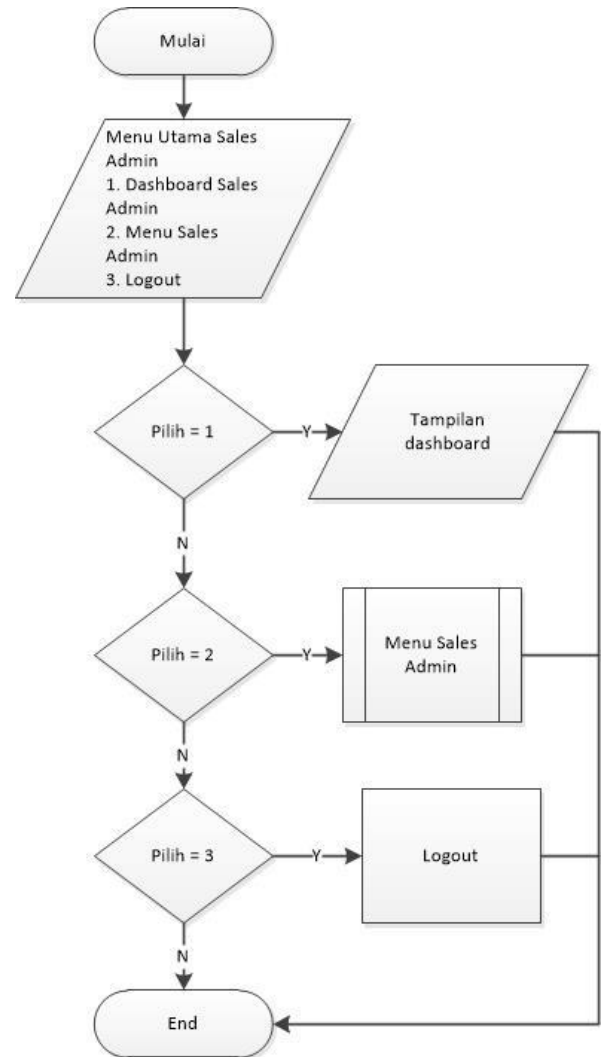 Mulai
Menu Utama Sales
Admin
1. Dashboard Sales
Admin
2. Menu Sales
Admin
3. Logout
Pilih = 1
Y
Tampilan
dashboard
N
Pilih = 2
Y
Menu Sales
Admin
N
Pilih = 3
Y
Logout
N
End